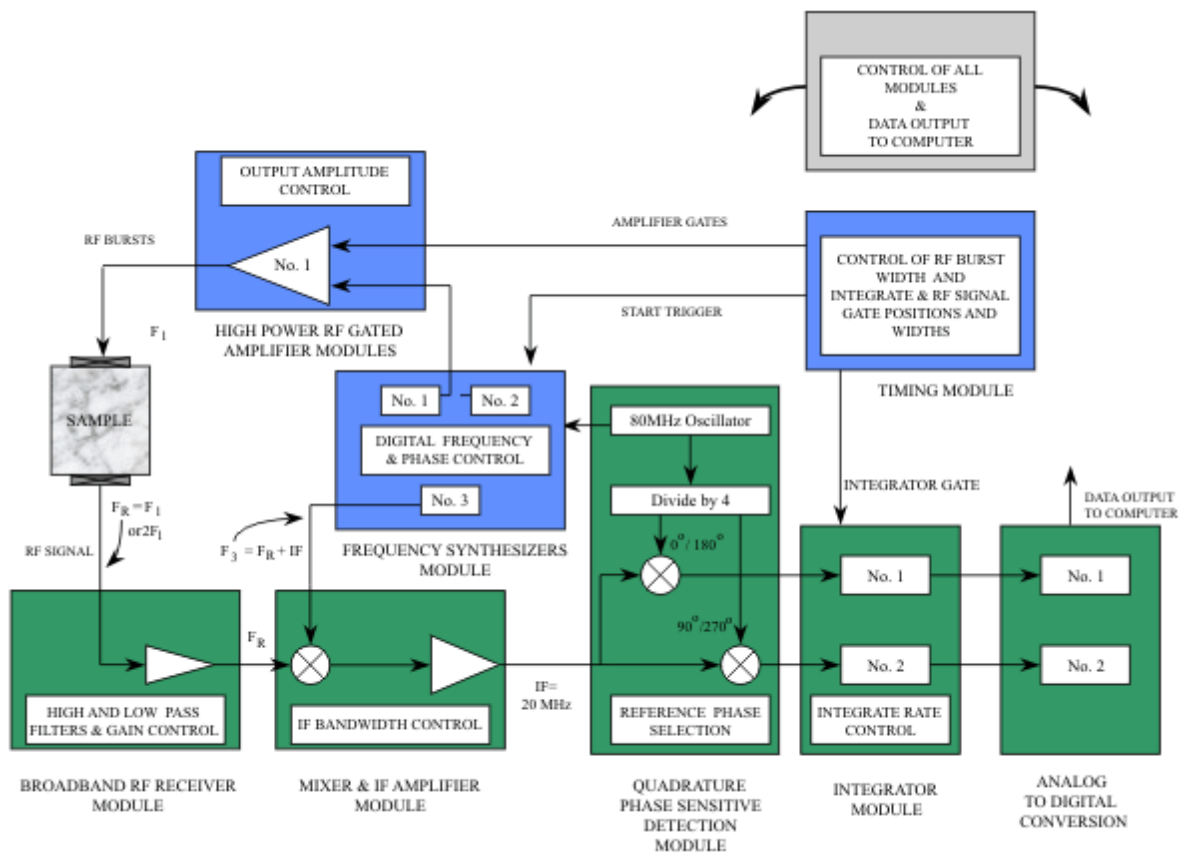 CONTROL OF ALL
MODULES
&
DATA OUTPUT
TO COMPUTER
OUTPUT AMPLITUDE
CONTROL
No. 1
HIGH POWER RF GATED
AMPLIFIER MODULES
RF BURSTS
AMPLIFIER GATES
START TRIGGER
CONTROL OF RF BURST
WIDTH AND
INTEGRATE & RF SIGNAL
GATE POSITIONS AND
WIDTHS
TIMING MODULE
F1
SAMPLE
No. 1
No. 2
DIGITAL FREQUENCY
& PHASE CONTROL
No. 3
FREQUENCY SYNTHESIZERS
MODULE
80MHz Oscillator
Divide by 4
0°/ 180°
90°/270°
INTEGRATOR GATE
DATA OUTPUT
TO COMPUTER
FR = F1
or2F1
RF SIGNAL
F3 = FR + IF
FR
HIGH AND LOW PASS
FILTERS & GAIN CONTROL
BROADBAND RF RECEIVER
MODULE
IF BANDWIDTH CONTROL
MIXER & IF AMPLIFIER
MODULE
IF=
20 MHz
REFERENCE PHASE
SELECTION
QUADRATURE
PHASE SENSITIVE
DETECTION
MODULE
No. 1
No. 2
INTEGRATE RATE
CONTROL
INTEGRATOR
MODULE
No. 1
No. 2
ANALOG
TO DIGITAL
CONVERSION